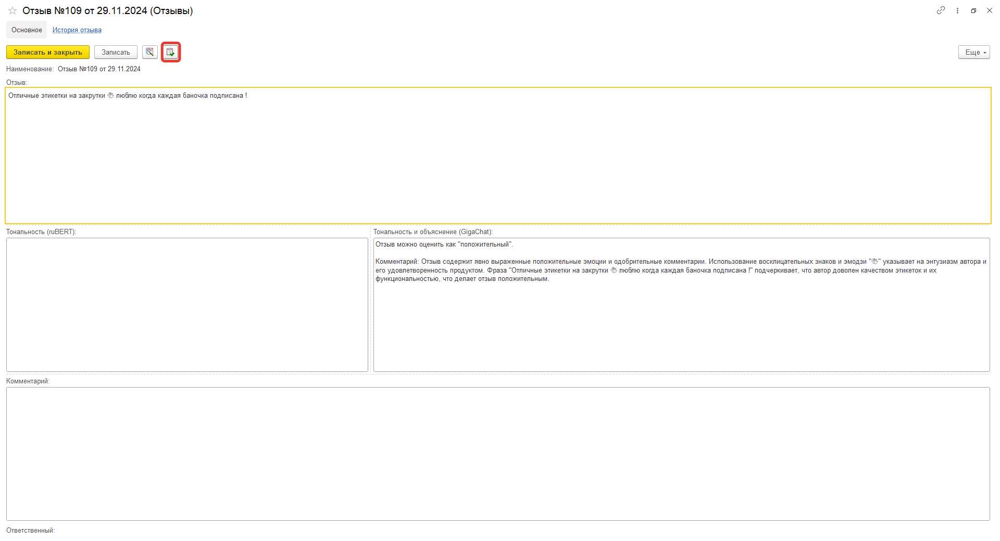 Отзыв №109 от 29.11.2024 (Отзывы)
Основное История отзыва
Записать и закрыть Записать Еще
Наименование: Отзыв №109 от 29.11.2024
Отзыв:
Отличные этикетки на закрутки 👏🏻 люблю когда каждая баночка подписана !
Тональность (ruBERT): Тональность и объяснение (GigaChat):
Отзыв можно оценить как "положительный".
Комментарий: Отзыв содержит явно выраженные положительные эмоции и одобрительные комментарии. Использование восклицательных знаков и эмодзи "👏🏻" указывает на энтузиазм автора и
его удовлетворенность продуктом. Фраза "Отличные этикетки на закрутки 👏🏻 люблю когда каждая баночка подписана !" подчеркивает, что автор доволен качеством этикеток и их
функциональностью, что делает отзыв положительным.
Комментарий:
Ответственный: